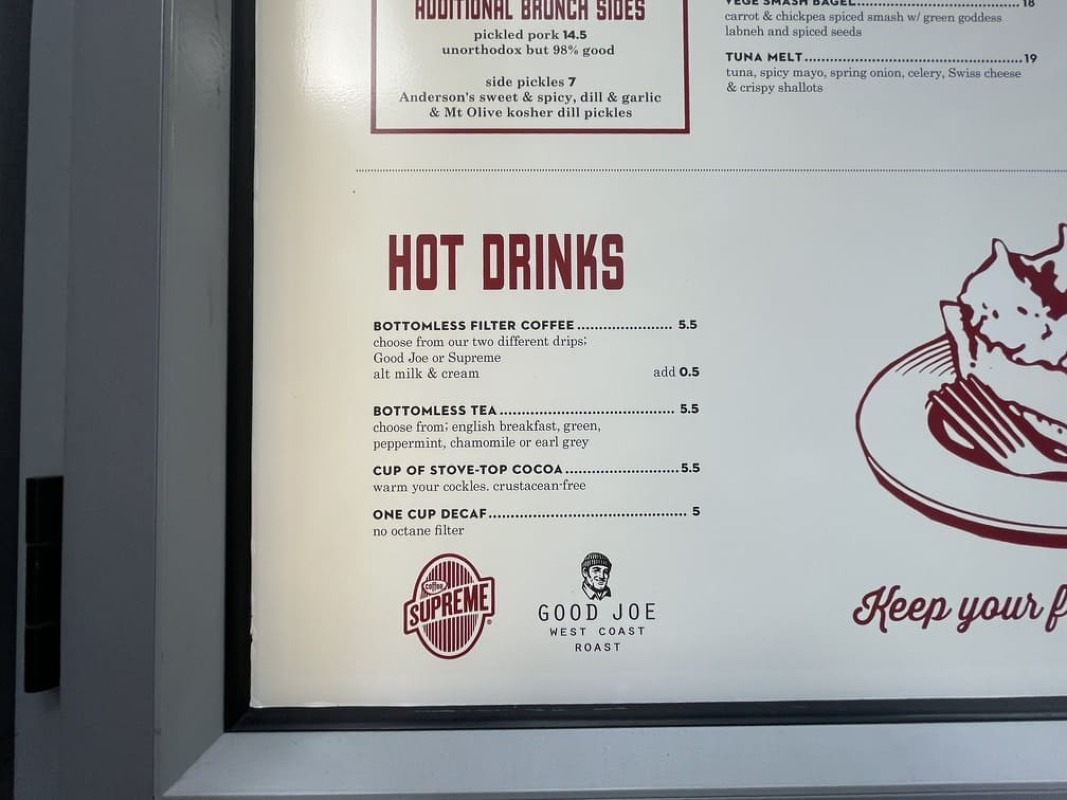 ADDITIONAL BRUNCH SIDES
pickled pork 14.5
unorthodox but 98% good
side pickles 7
Anderson's sweet & spicy, dill & garlic
& Mt Olive kosher dill pickles
VEGE SMASH BAGEL 18
carrot & chickpea spiced smash w/ green goddess
labneh and spiced seeds
TUNA MELT 19
tuna, spicy mayo, spring onion, celery, Swiss cheese
& crispy shallots
HOT DRINKS
BOTTOMLESS FILTER COFFEE 5.5
choose from our two different drips;
Good Joe or Supreme
alt milk & cream add 0.5
BOTTOMLESS TEA 5.5
choose from; english breakfast, green,
peppermint, chamomile or earl grey
CUP OF STOVE-TOP COCOA 5.5
warm your cockles. crustacean-free
ONE CUP DECAF 5
no octane filter
coffee
SUPREME
GOOD JOE
WEST COAST
ROAST
Keep your f